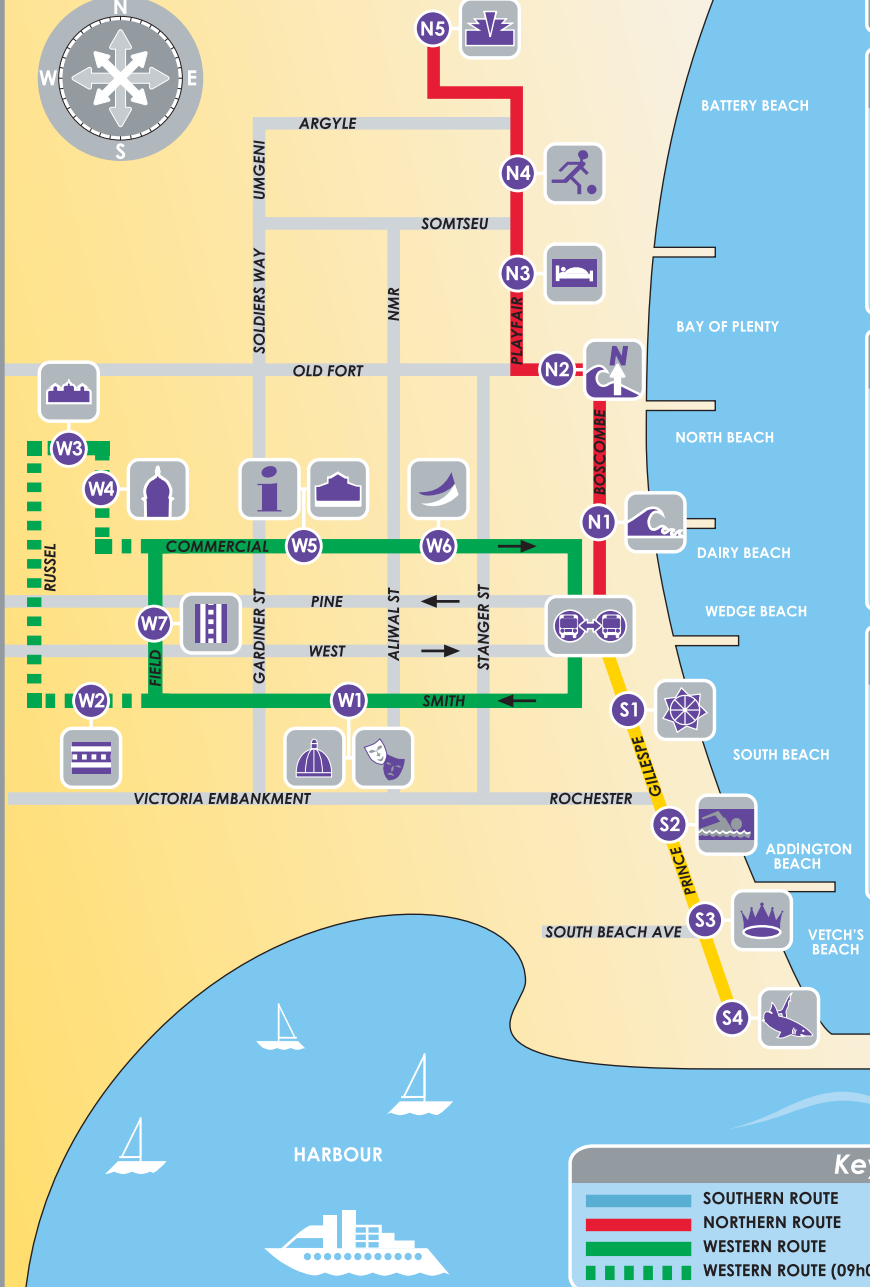 N
W
E
S
N5
BATTERY BEACH
ARGYLE
UMGENI
N4
SOMTSEU
N3
SOLDIERS WAY
NMR
PLAYFAIR
BAY OF PLENTY
OLD FORT
N2
N
W3
BOSCOMBE
NORTH BEACH
W4
N1
COMMERCIAL
W5
W6
DAIRY BEACH
RUSSEL
PINE
WEDGE BEACH
W7
GARDINER ST
ALIWAL ST
STANGER ST
WEST
FIELD
W2
W1
SMITH
S1
GILLESPE
SOUTH BEACH
VICTORIA EMBANKMENT
ROCHESTER
S2
ADDINGTON
BEACH
PRINCE
S3
SOUTH BEACH AVE
VETCH'S
BEACH
S4
HARBOUR
Key
SOUTHERN ROUTE
NORTHERN ROUTE
WESTERN ROUTE
WESTERN ROUTE (09h0